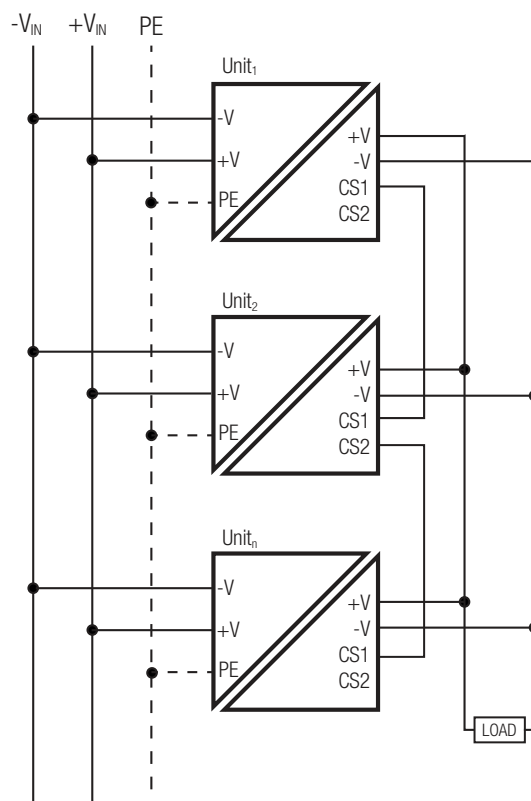 -VIN +VIN PE
Unit1
-V
+V
PE
+V
-V
CS1
CS2
Unit2
-V
+V
PE
+V
-V
CS1
CS2
Unitn
-V
+V
PE
+V
-V
CS1
CS2
LOAD